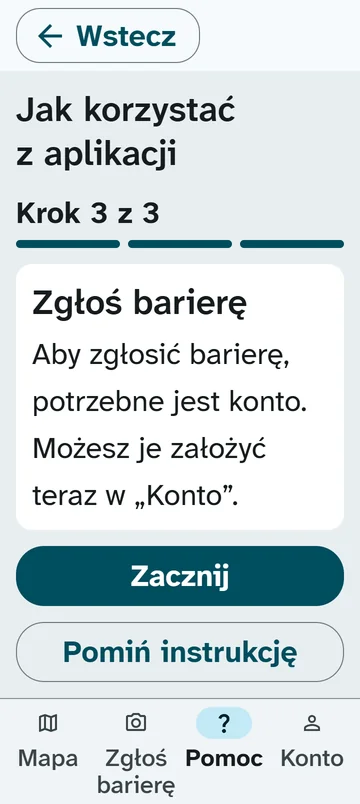 Wstecz
Jak korzystać
z aplikacji
Krok 3 z 3
Zgłoś barierę
Aby zgłosić barierę,
potrzebne jest konto.
Możesz je założyć
teraz w „Konto”.
Zacznij
Pomiń instrukcję
Mapa
Zgłoś
barierę
Pomoc
Konto